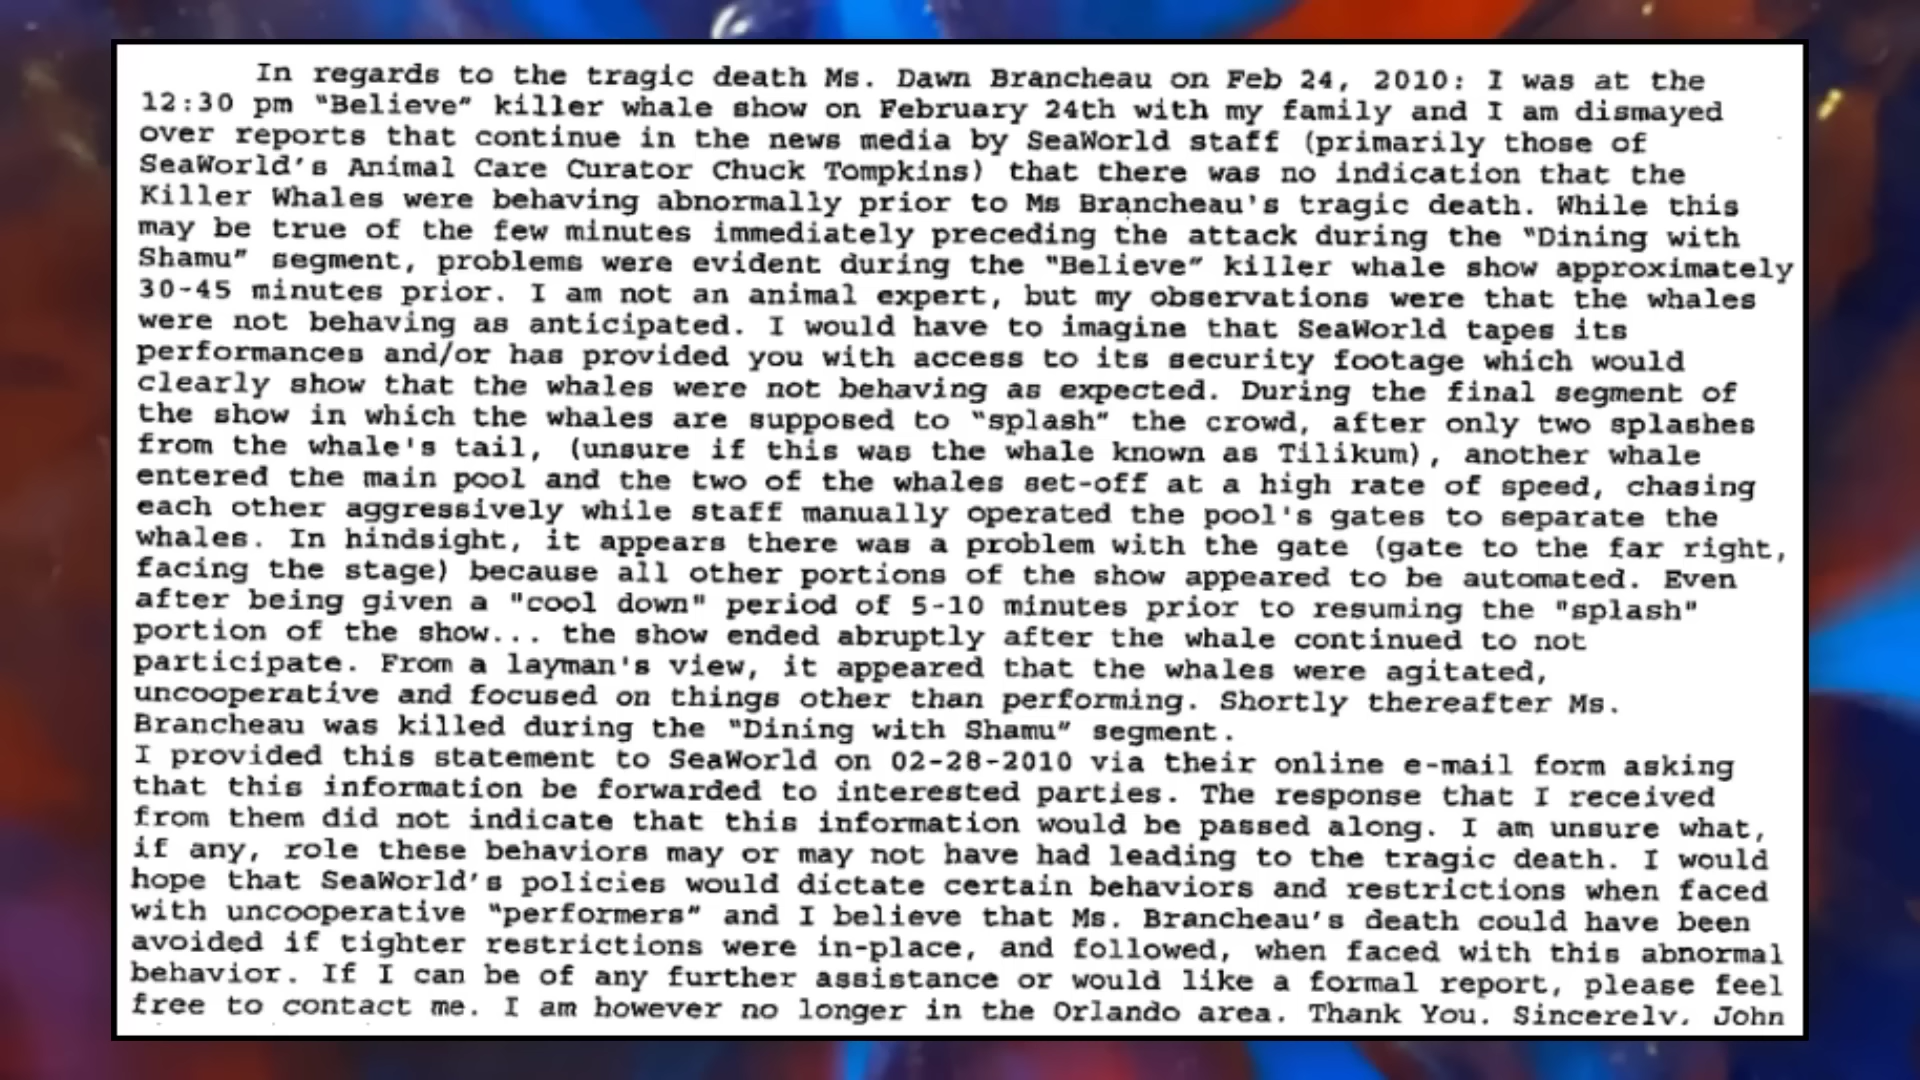 In regards to the tragic death Ms. Dawn Brancheau on Feb 24, 2010: I was at the
12:30 pm “Believe” killer whale show on February 24th with my family and I am dismayed
over reports that continue in the news media by SeaWorld staff (primarily those of
SeaWorld’s Animal Care Curator Chuck Tompkins) that there was no indication that the
Killer Whales were behaving abnormally prior to Ms Brancheau's tragic death. While this
may be true of the few minutes immediately preceding the attack during the “Dining with
Shamu” segment, problems were evident during the “Believe” killer whale show approximately
30-45 minutes prior. I am not an animal expert, but my observations were that the whales
were not behaving as anticipated. I would have to imagine that SeaWorld tapes its
performances and/or has provided you with access to its security footage which would
clearly show that the whales were not behaving as expected. During the final segment of
the show in which the whales are supposed to “splash” the crowd, after only two splashes
from the whale's tail, (unsure if this was the whale known as Tilikum), another whale
entered the main pool and the two of the whales set-off at a high rate of speed, chasing
each other aggressively while staff manually operated the pool's gates to separate the
whales. In hindsight, it appears there was a problem with the gate (gate to the far right,
facing the stage) because all other portions of the show appeared to be automated. Even
after being given a "cool down" period of 5-10 minutes prior to resuming the "splash"
portion of the show... the show ended abruptly after the whale continued to not
participate. From a layman's view, it appeared that the whales were agitated,
uncooperative and focused on things other than performing. Shortly thereafter Ms.
Brancheau was killed during the “Dining with Shamu” segment.
I provided this statement to SeaWorld on 02-28-2010 via their online e-mail form asking
that this information be forwarded to interested parties. The response that I received
from them did not indicate that this information would be passed along. I am unsure what,
if any, role these behaviors may or may not have had leading to the tragic death. I would
hope that SeaWorld’s policies would dictate certain behaviors and restrictions when faced
with uncooperative “performers” and I believe that Ms. Brancheau’s death could have been
avoided if tighter restrictions were in-place, and followed, when faced with this abnormal
behavior. If I can be of any further assistance or would like a formal report, please feel
free to contact me. I am however no longer in the Orlando area. Thank You. Sincerely. John